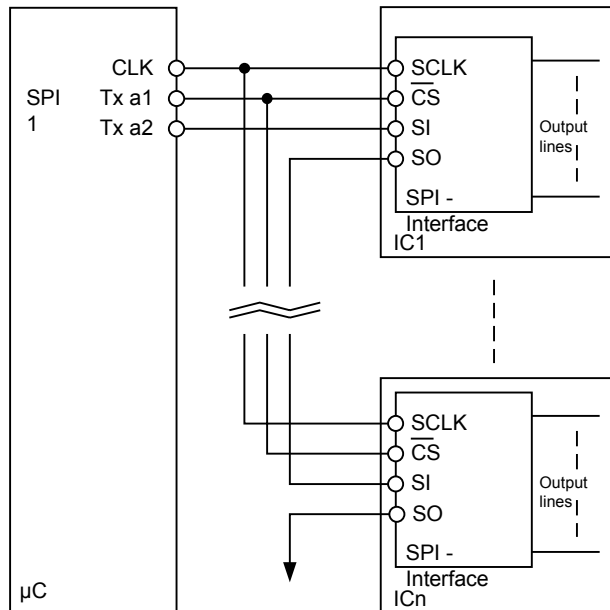 CLK
SPI
1
Tx a1
Tx a2
µC
SCLK
CS
SI
SO
SPI -
Interface
IC1
Output
lines
SCLK
CS
SI
SO
SPI -
Interface
ICn
Output
lines